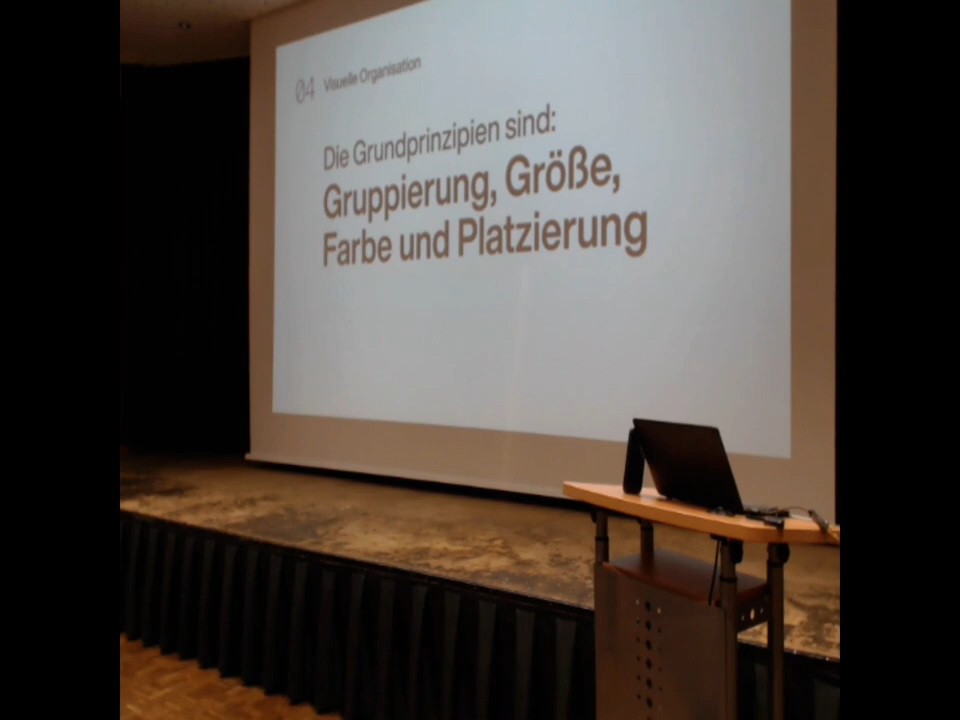 04 Visuelle Organisation
Die Grundprinzipien sind:
Gruppierung, Größe,
Farbe und Platzierung